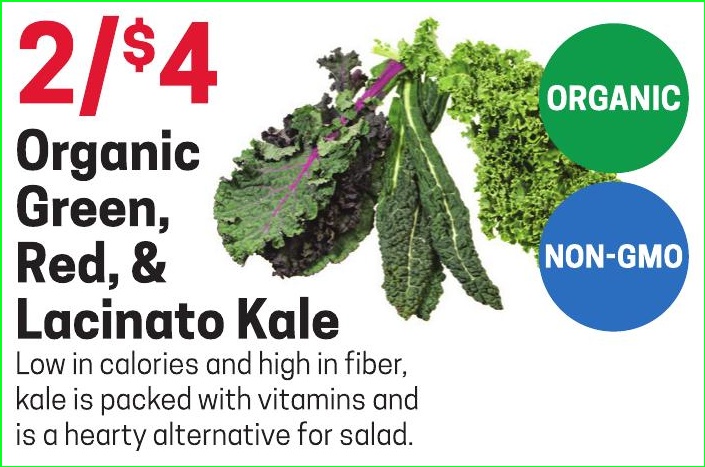 2/$4
Organic
Green,
Red, &
Lacinato Kale
Low in calories and high in fiber,
kale is packed with vitamins and
is a hearty alternative for salad.
ORGANIC
NON-GMO